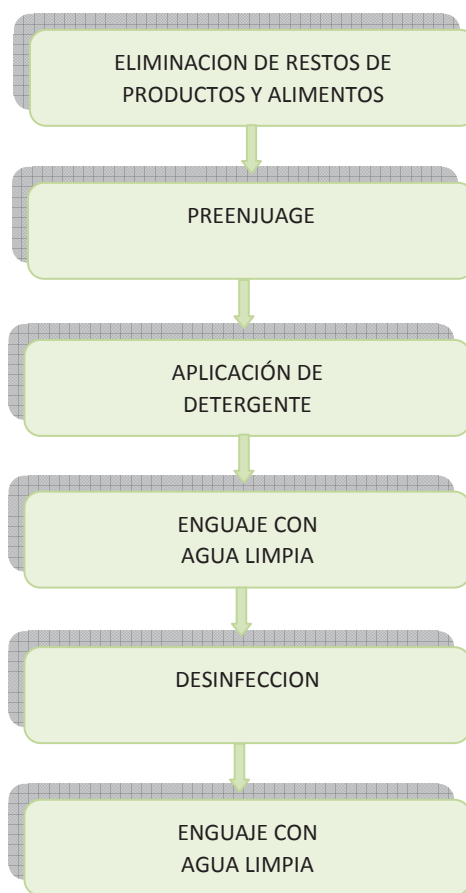 ELIMINACION DE RESTOS DE
PRODUCTOS Y ALIMENTOS
PREENJUAGE
APLICACIÓN DE
DETERGENTE
ENGUAJE CON
AGUA LIMPIA
DESINFECCION
ENGUAJE CON
AGUA LIMPIA